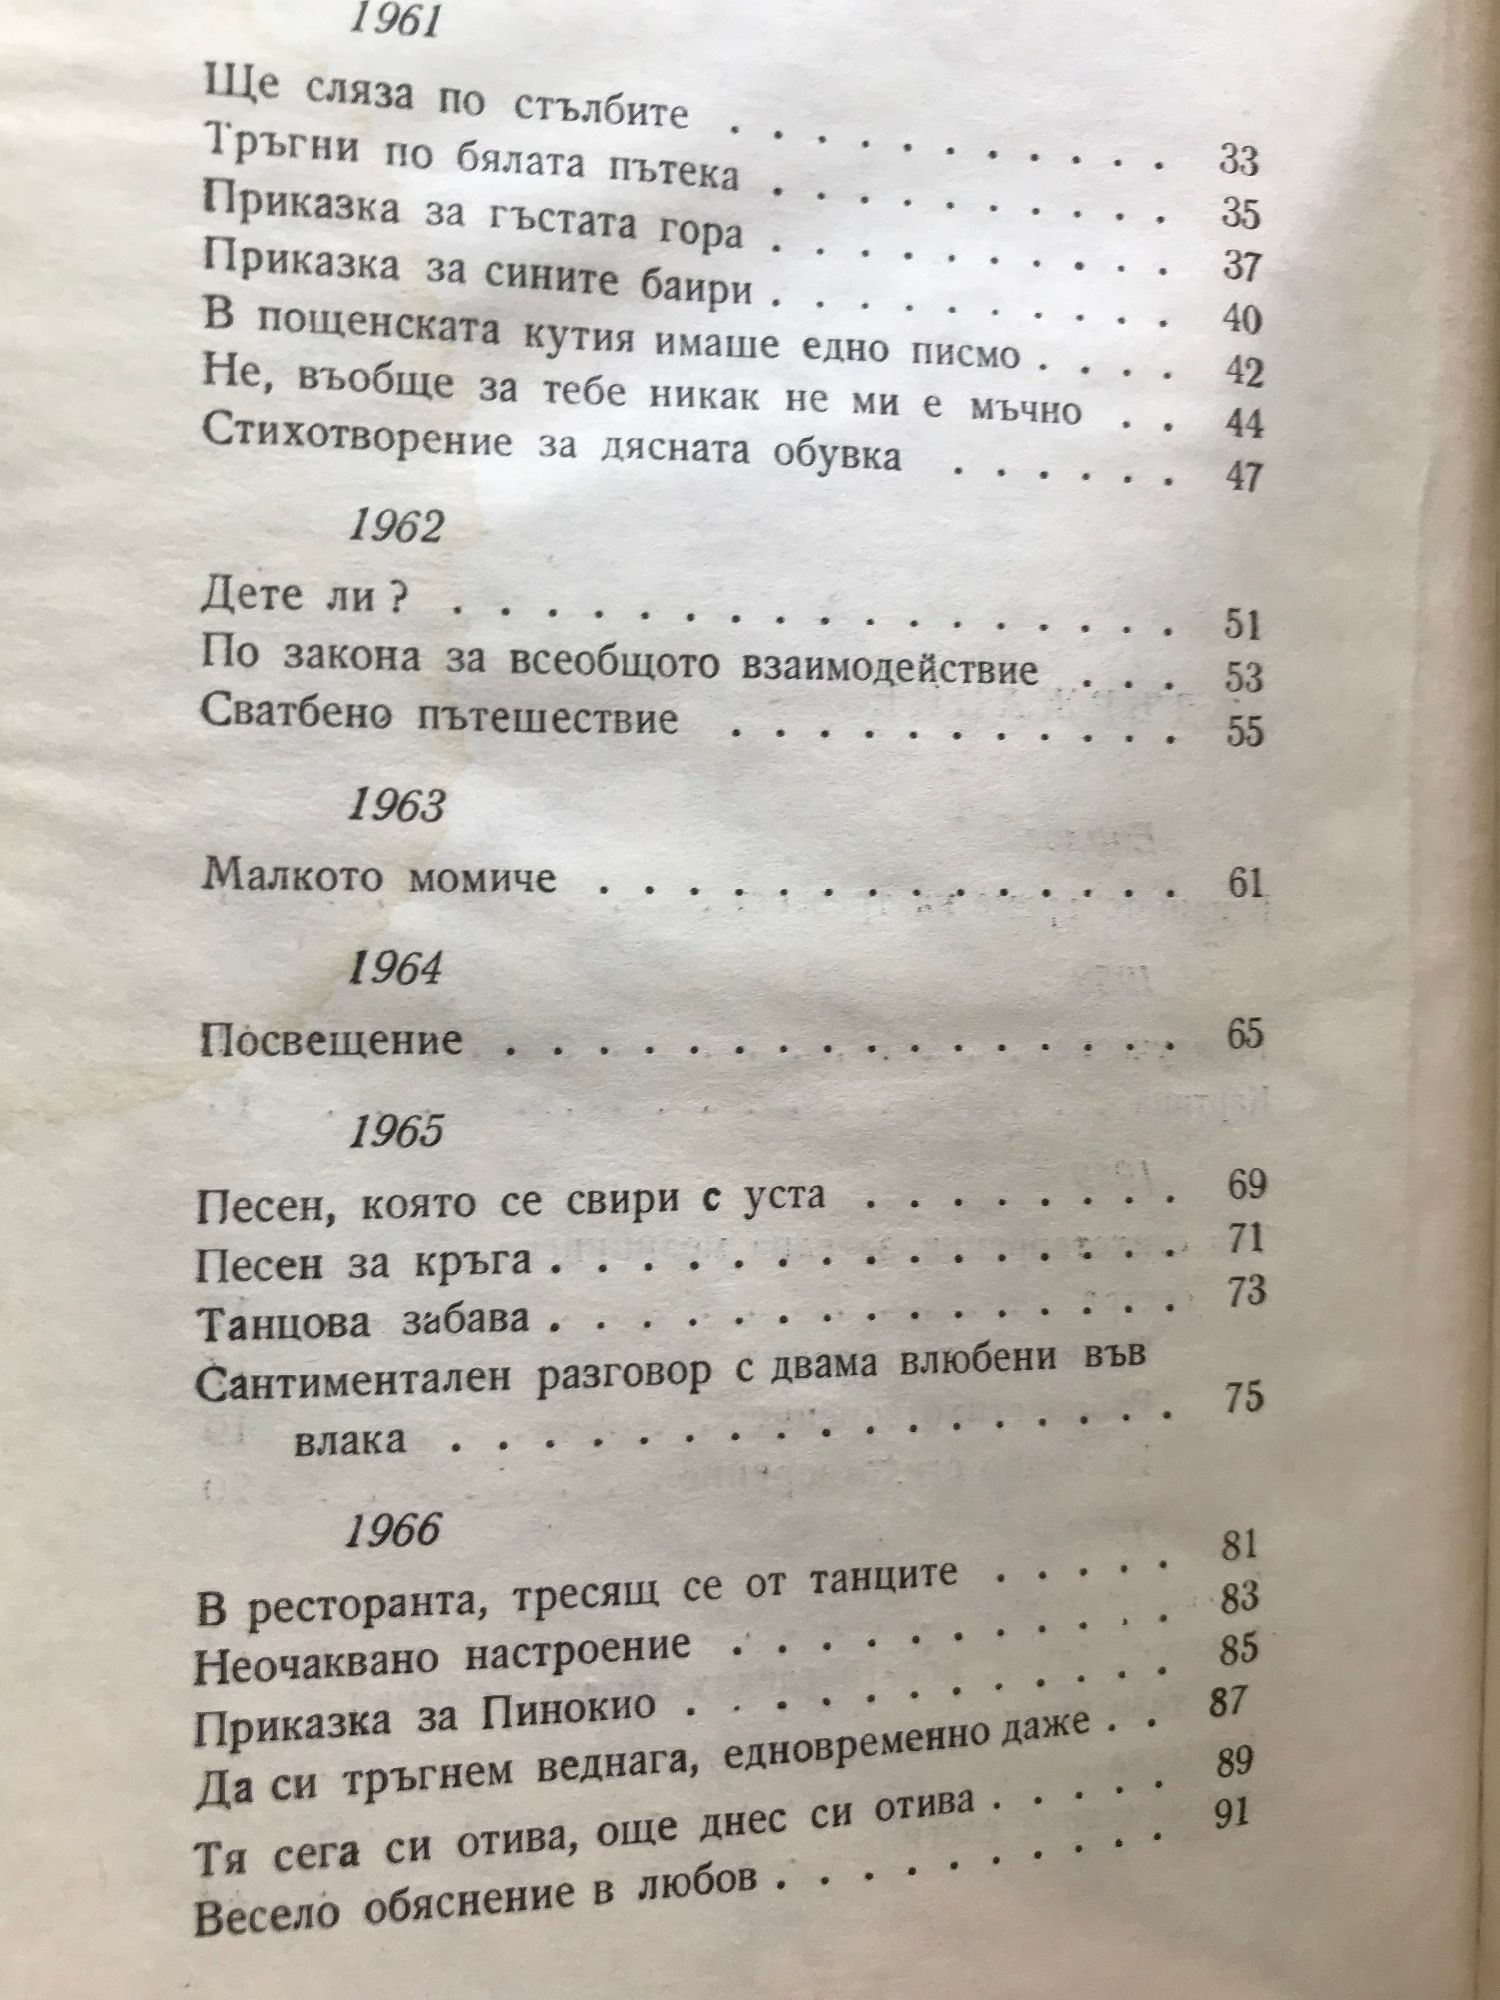 1961
Ще сляза по стълбите . . . . . . . . . . . 33
Тръгни по бялата пътека . . . . . . . . . . 35
Приказка за гъстата гора . . . . . . . . . . 37
Приказка за сините баири . . . . . . . . . . 40
В пощенската кутия имаше едно писмо . . . . 42
Не, въобще за тебе никак не ми е мъчно . . 44
Стихотворение за дясната обувка . . . . . . 47
1962
Дете ли? . . . . . . . . . . . . . . . . . 51
По закона за всеобщото взаимодействие . . . 53
Сватбено пътешествие . . . . . . . . . . . 55
1963
Малкото момиче . . . . . . . . . . . . . . 61
1964
Посвещение . . . . . . . . . . . . . . . . 65
1965
Песен, която се свири с уста . . . . . . . . 69
Песен за кръга . . . . . . . . . . . . . . . 71
Танцова забава . . . . . . . . . . . . . . . 73
Сантиментален разговор с двама влюбени във
влака . . . . . . . . . . . . . . . . . 75
1966
В ресторанта, тресящ се от танците . . . . . 81
Неочаквано настроение . . . . . . . . . . . 83
Приказка за Пинокио . . . . . . . . . . . . 85
Да си тръгнем веднага, едновременно даже . . 87
Тя сега си отива, още днес си отива . . . . . 89
Весело обяснение в любов . . . . . . . . . . 91